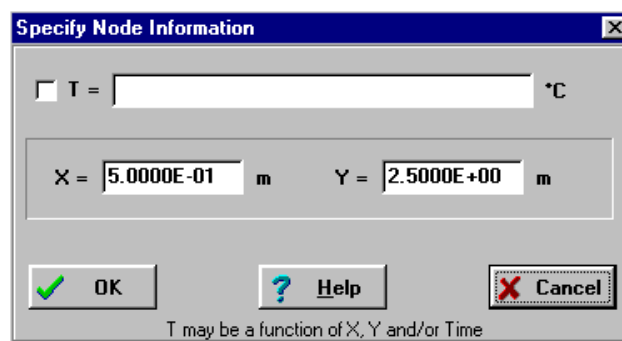 Specify Node Information
T = °C
X = 5.0000E-01 m Y = 2.5000E+00 m
OK Help Cancel
T may be a function of X, Y and/or Time